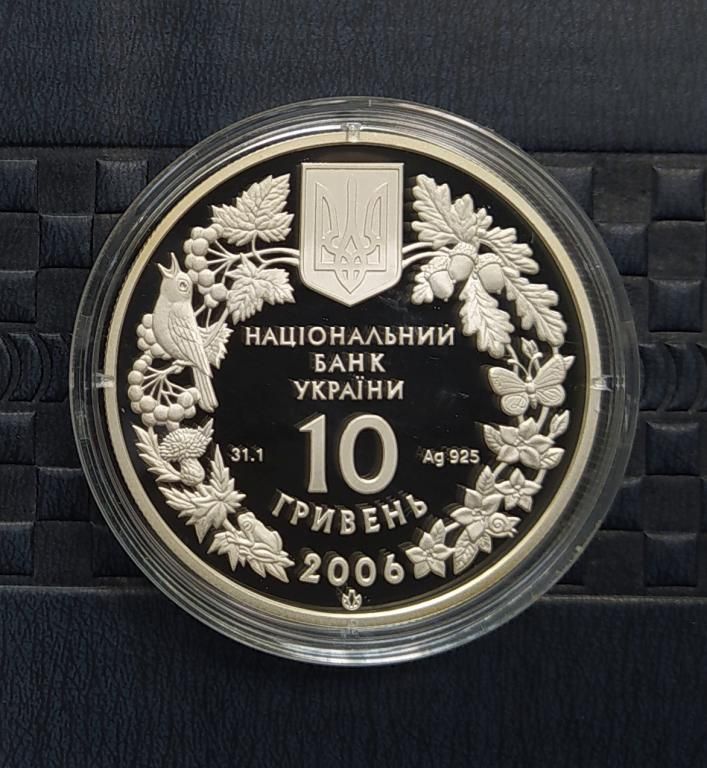 НАЦІОНАЛЬНИЙ
БАНК
УКРАЇНИ
31.1
10
Ag 925
ГРИВЕНЬ
2006